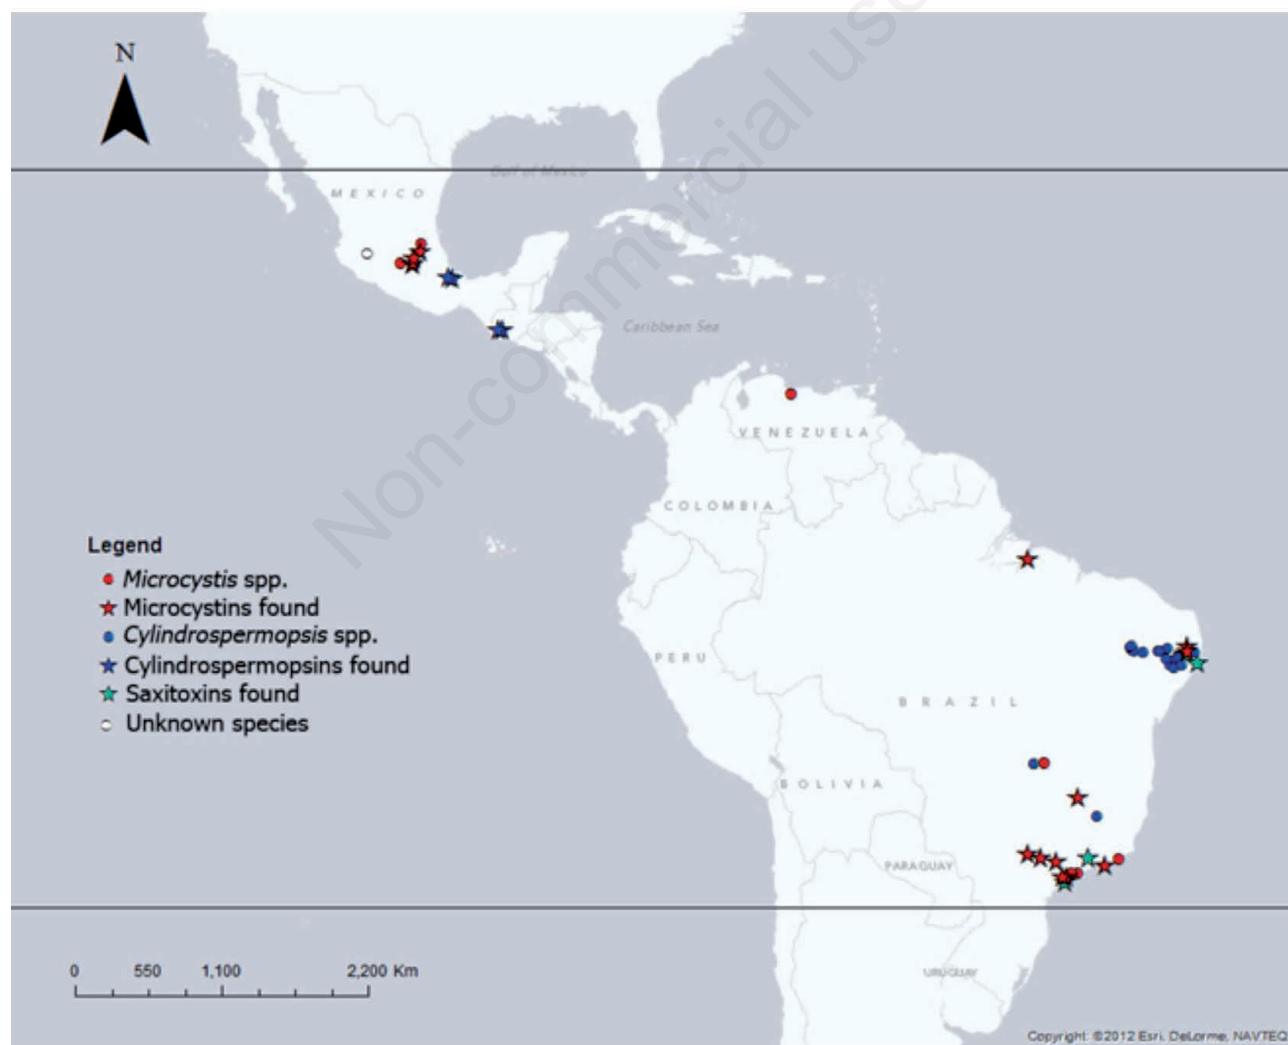 N
Non-commercial use
Gulf of Mexico
MEXICO
Caribbean Sea
VENEZUELA
COLOMBIA
Legend
Microcystis spp.
Microcystins found
Cylindrospermopsis spp.
Cylindrospermopsins found
Saxitoxins found
Unknown species
PERU
BRAZIL
BOLIVIA
PARAGUAY
URUGUAY
0 550 1,100 2,200 Km
Copyright: ©2012 Esri, DeLorme, NAVTEQ